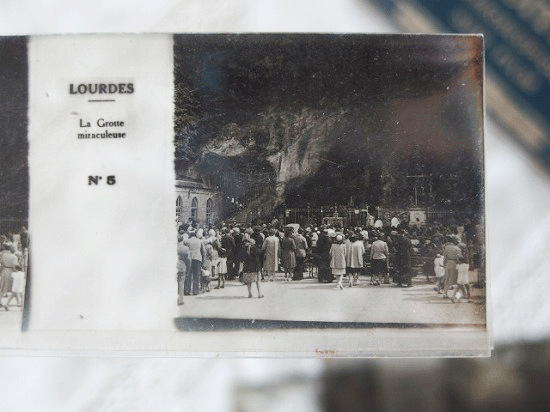 LOURDES
La Grotte
miraculeuse
N° 5